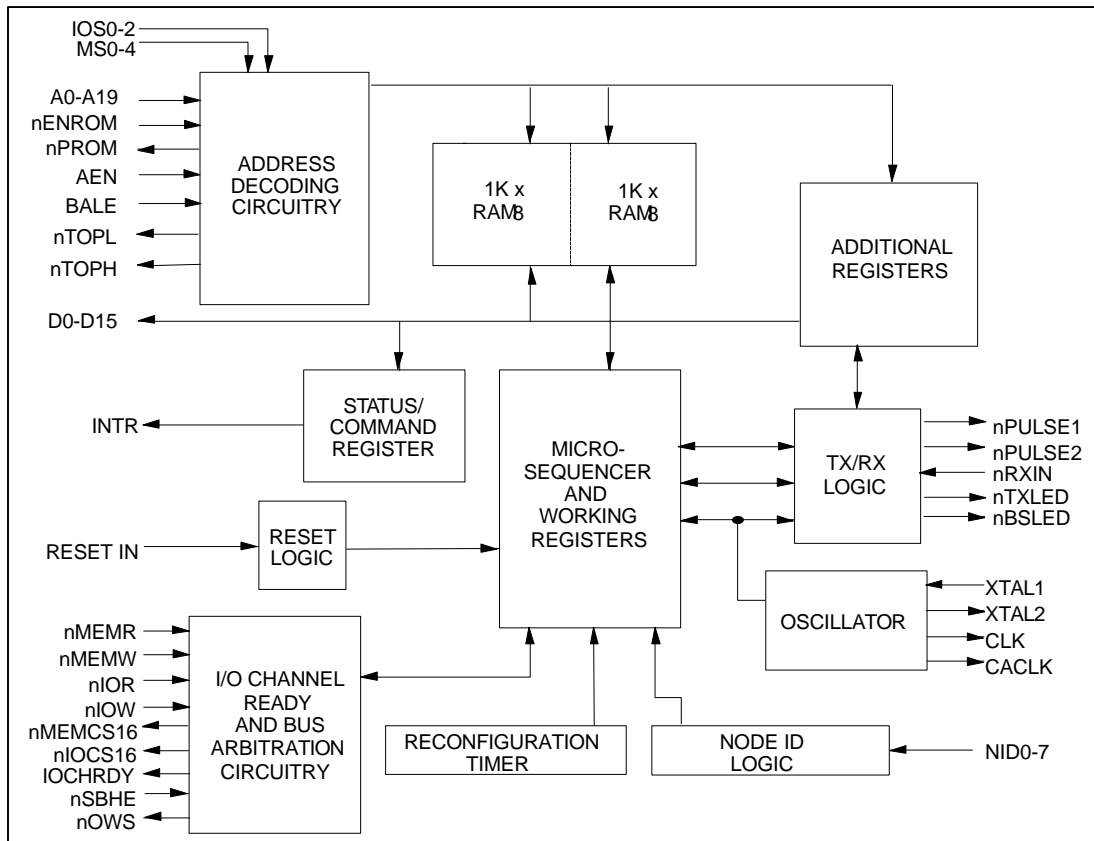 IOS0-2
MS0-4
A0-A19
nENROM
nPROM
AEN
BALE
nTOPL
nTOPH
ADDRESS
DECODING
CIRCUITRY
1K x
RAM8
1K x
RAM8
ADDITIONAL
REGISTERS
D0-D15
INTR
STATUS/
COMMAND
REGISTER
MICRO-
SEQUENCER
AND
WORKING
REGISTERS
TX/RX
LOGIC
nPULSE1
nPULSE2
nRXIN
nTXLED
nBSLED
RESET IN
RESET
LOGIC
OSCILLATOR
XTAL1
XTAL2
CLK
CACLK
nMEMR
nMEMW
nIOR
nIOW
nMEMCS16
nIOCS16
IOCHRDY
nSBHE
nOWS
I/O CHANNEL
READY
AND BUS
ARBITRATION
CIRCUITRY
RECONFIGURATION
TIMER
NODE ID
LOGIC
NID0-7